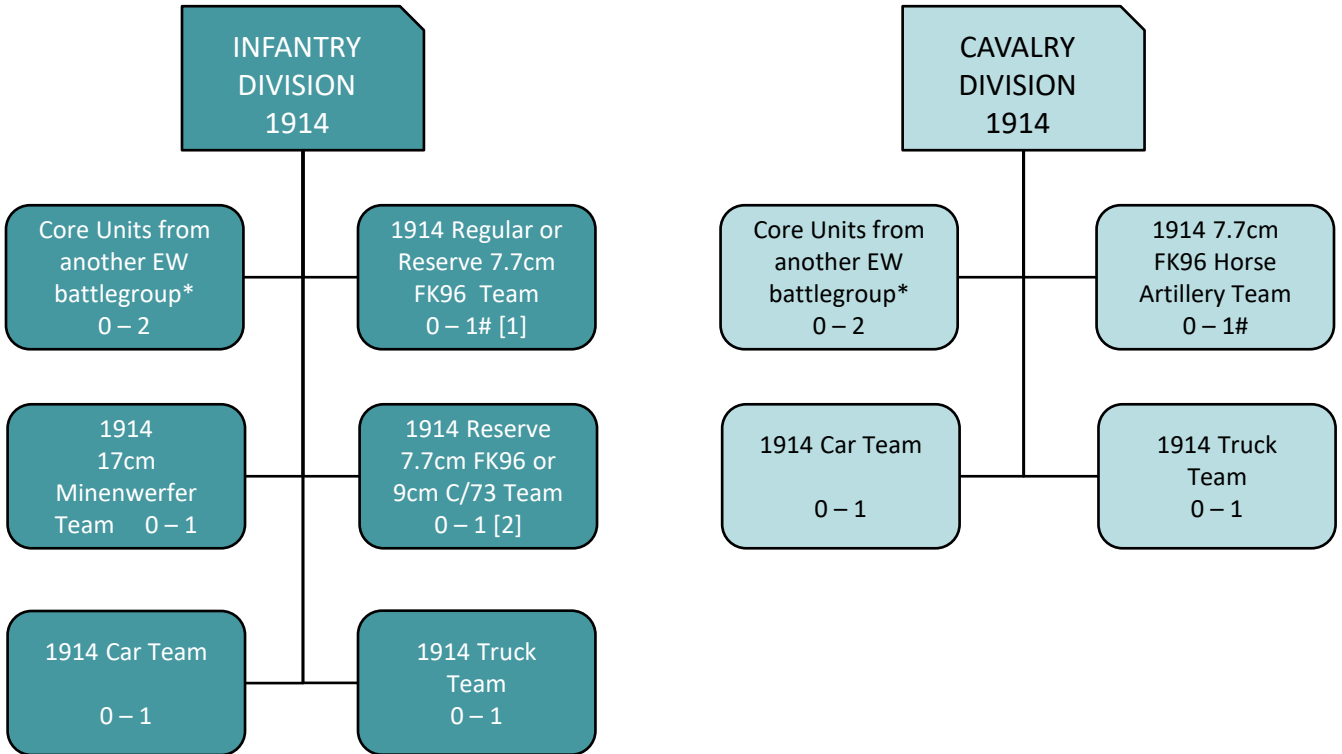 INFANTRY
DIVISION
1914
Core Units from
another EW
battlegroup*
0 – 2
1914 Regular or
Reserve 7.7cm
FK96 Team
0 – 1# [1]
1914
17cm
Minenwerfer
Team 0 – 1
1914 Reserve
7.7cm FK96 or
9cm C/73 Team
0 – 1 [2]
1914 Car Team
0 – 1
1914 Truck
Team
0 – 1
CAVALRY
DIVISION
1914
Core Units from
another EW
battlegroup*
0 – 2
1914 7.7cm
FK96 Horse
Artillery Team
0 – 1#
1914 Car Team
0 – 1
1914 Truck
Team
0 – 1